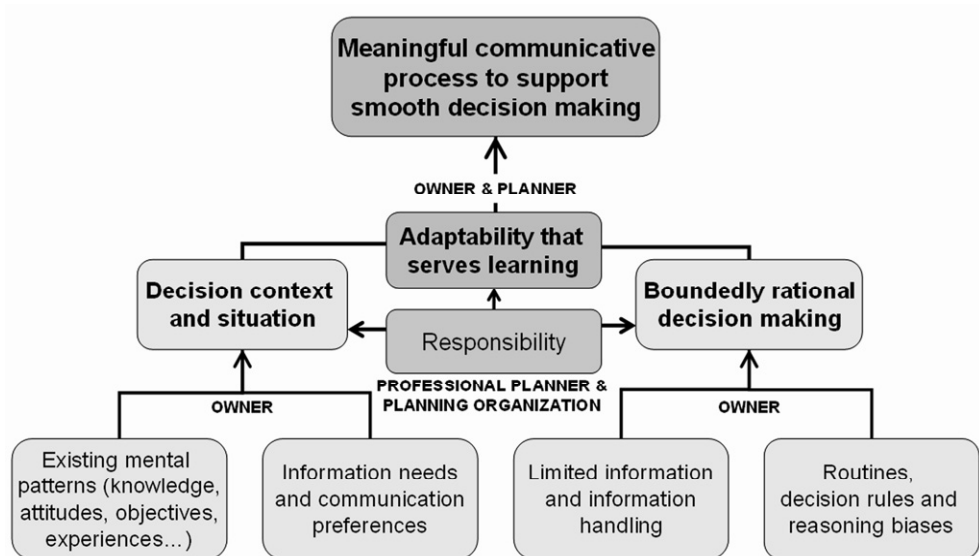 Meaningful communicative
process to support
smooth decision making
OWNER & PLANNER
Adaptability that
serves learning
Decision context
and situation
Boundedly rational
decision making
Responsibility
PROFESSIONAL PLANNER &
PLANNING ORGANIZATION
OWNER
OWNER
Existing mental
patterns (knowledge,
attitudes, objectives,
experiences...)
Information needs
and communication
preferences
Limited information
and information
handling
Routines,
decision rules and
reasoning biases